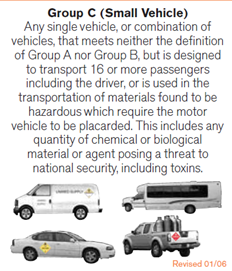 Group C (Small Vehicle)
Any single vehicle, or combination of
vehicles, that meets neither the definition
of Group A nor Group B, but is designed
to transport 16 or more passengers
including the driver, or is used in the
transportation of materials found to be
hazardous which require the motor
vehicle to be placarded. This includes any
quantity of chemical or biological
material or agent posing a threat to
national security, including toxins.
Revised 01/06